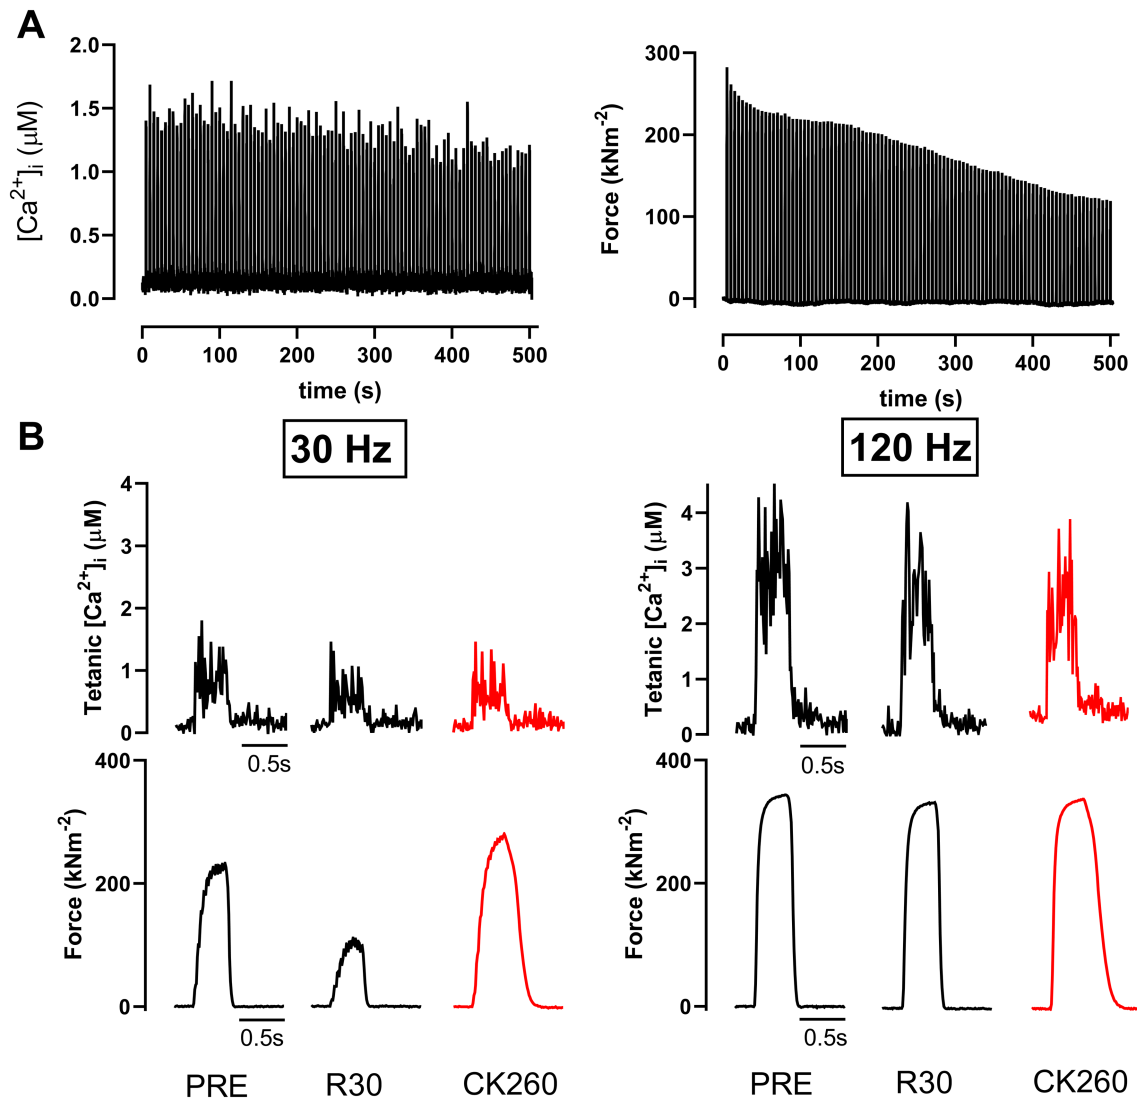 A
2.0
1.5
1.0
0.5
0.0
[Ca²⁺]ᵢ (μM)
0 100 200 300 400 500
time (s)
300
200
100
0
Force (kNm⁻²)
0 100 200 300 400 500
time (s)
B
30 Hz
4
3
2
1
0
Tetanic [Ca²⁺]ᵢ (μM)
0.5s
400
200
0
Force (kNm⁻²)
0.5s
PRE R30 CK260
120 Hz
4
3
2
1
0
Tetanic [Ca²⁺]ᵢ (μM)
0.5s
400
200
0
Force (kNm⁻²)
0.5s
PRE R30 CK260